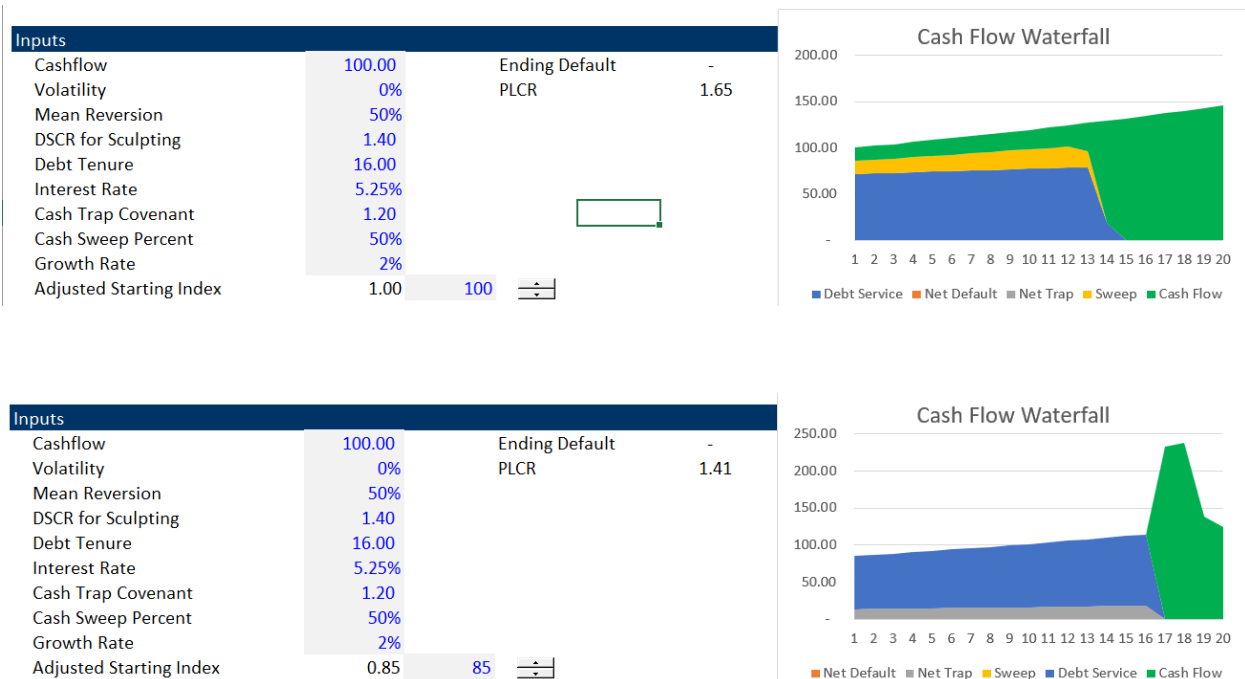 Inputs
Cashflow 100.00 Ending Default -
Volatility 0% PLCR 1.65
Mean Reversion 50%
DSCR for Sculpting 1.40
Debt Tenure 16.00
Interest Rate 5.25%
Cash Trap Covenant 1.20
Cash Sweep Percent 50%
Growth Rate 2%
Adjusted Starting Index 1.00 100
Cash Flow Waterfall
200.00
150.00
100.00
50.00
-
1 2 3 4 5 6 7 8 9 10 11 12 13 14 15 16 17 18 19 20
Debt Service Net Default Net Trap Sweep Cash Flow
Inputs
Cashflow 100.00 Ending Default -
Volatility 0% PLCR 1.41
Mean Reversion 50%
DSCR for Sculpting 1.40
Debt Tenure 16.00
Interest Rate 5.25%
Cash Trap Covenant 1.20
Cash Sweep Percent 50%
Growth Rate 2%
Adjusted Starting Index 0.85 85
Cash Flow Waterfall
250.00
200.00
150.00
100.00
50.00
-
1 2 3 4 5 6 7 8 9 10 11 12 13 14 15 16 17 18 19 20
Net Default Net Trap Sweep Debt Service Cash Flow